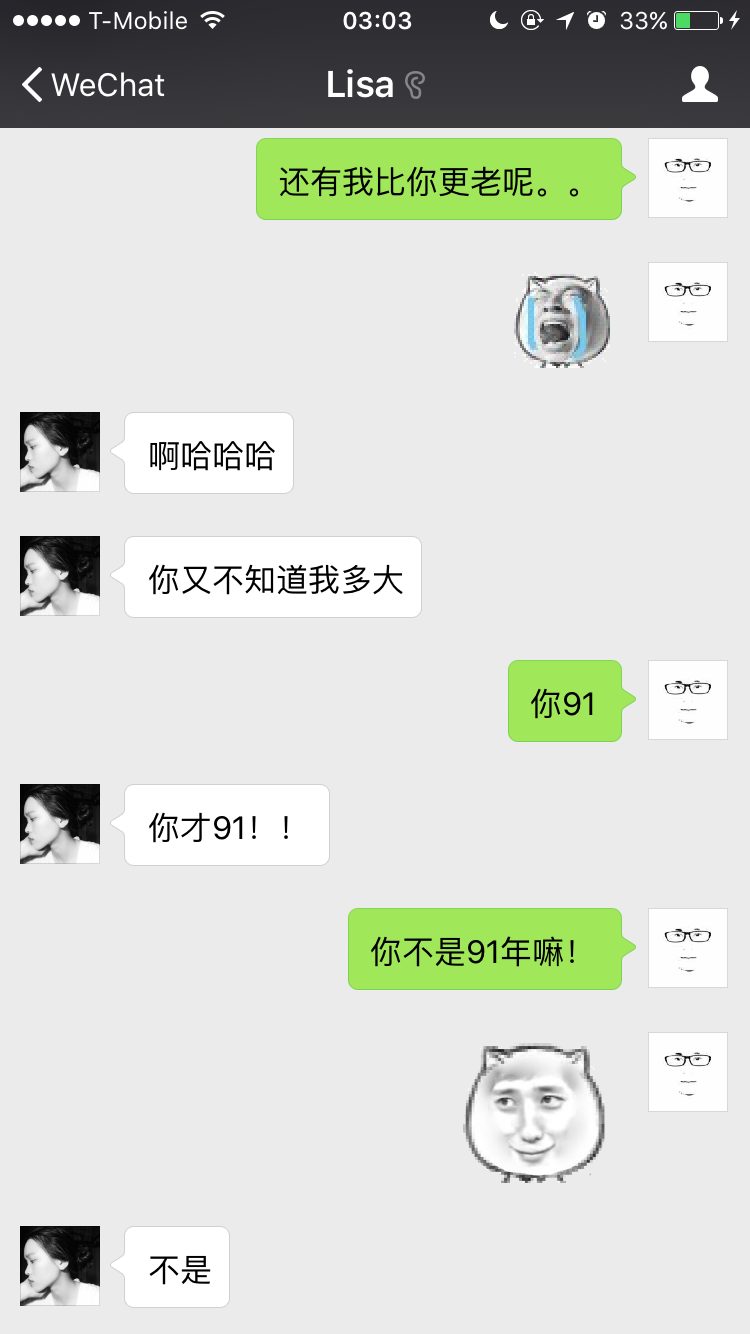 T-Mobile 03:03 33%
WeChat Lisa
还有我比你更老呢。。
啊哈哈哈
你又不知道我多大
你91
你才91！！
你不是91年嘛！
不是